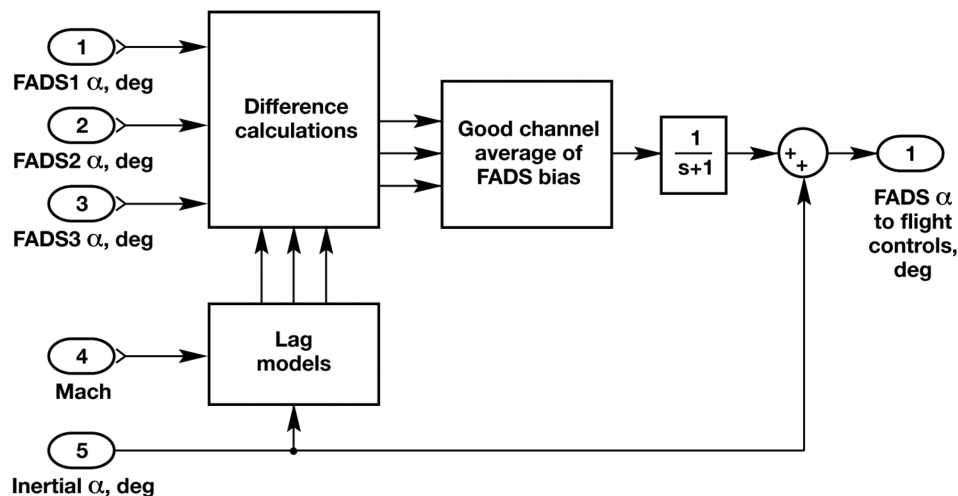 1
FADS1 α, deg
2
FADS2 α, deg
3
FADS3 α, deg
Difference
calculations
Good channel
average of
FADS bias
1
s+1
+
+
1
FADS α
to flight
controls,
deg
4
Mach
Lag
models
5
Inertial α, deg